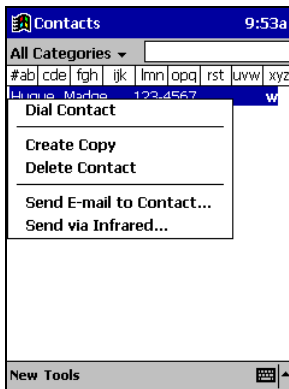 Contacts 9:53a
All Categories
#ab cde fgh ijk lmn opq rst uvw xyz
Hugue, Madge 123-4567 w
Dial Contact
Create Copy
Delete Contact
Send E-mail to Contact...
Send via Infrared...
New Tools